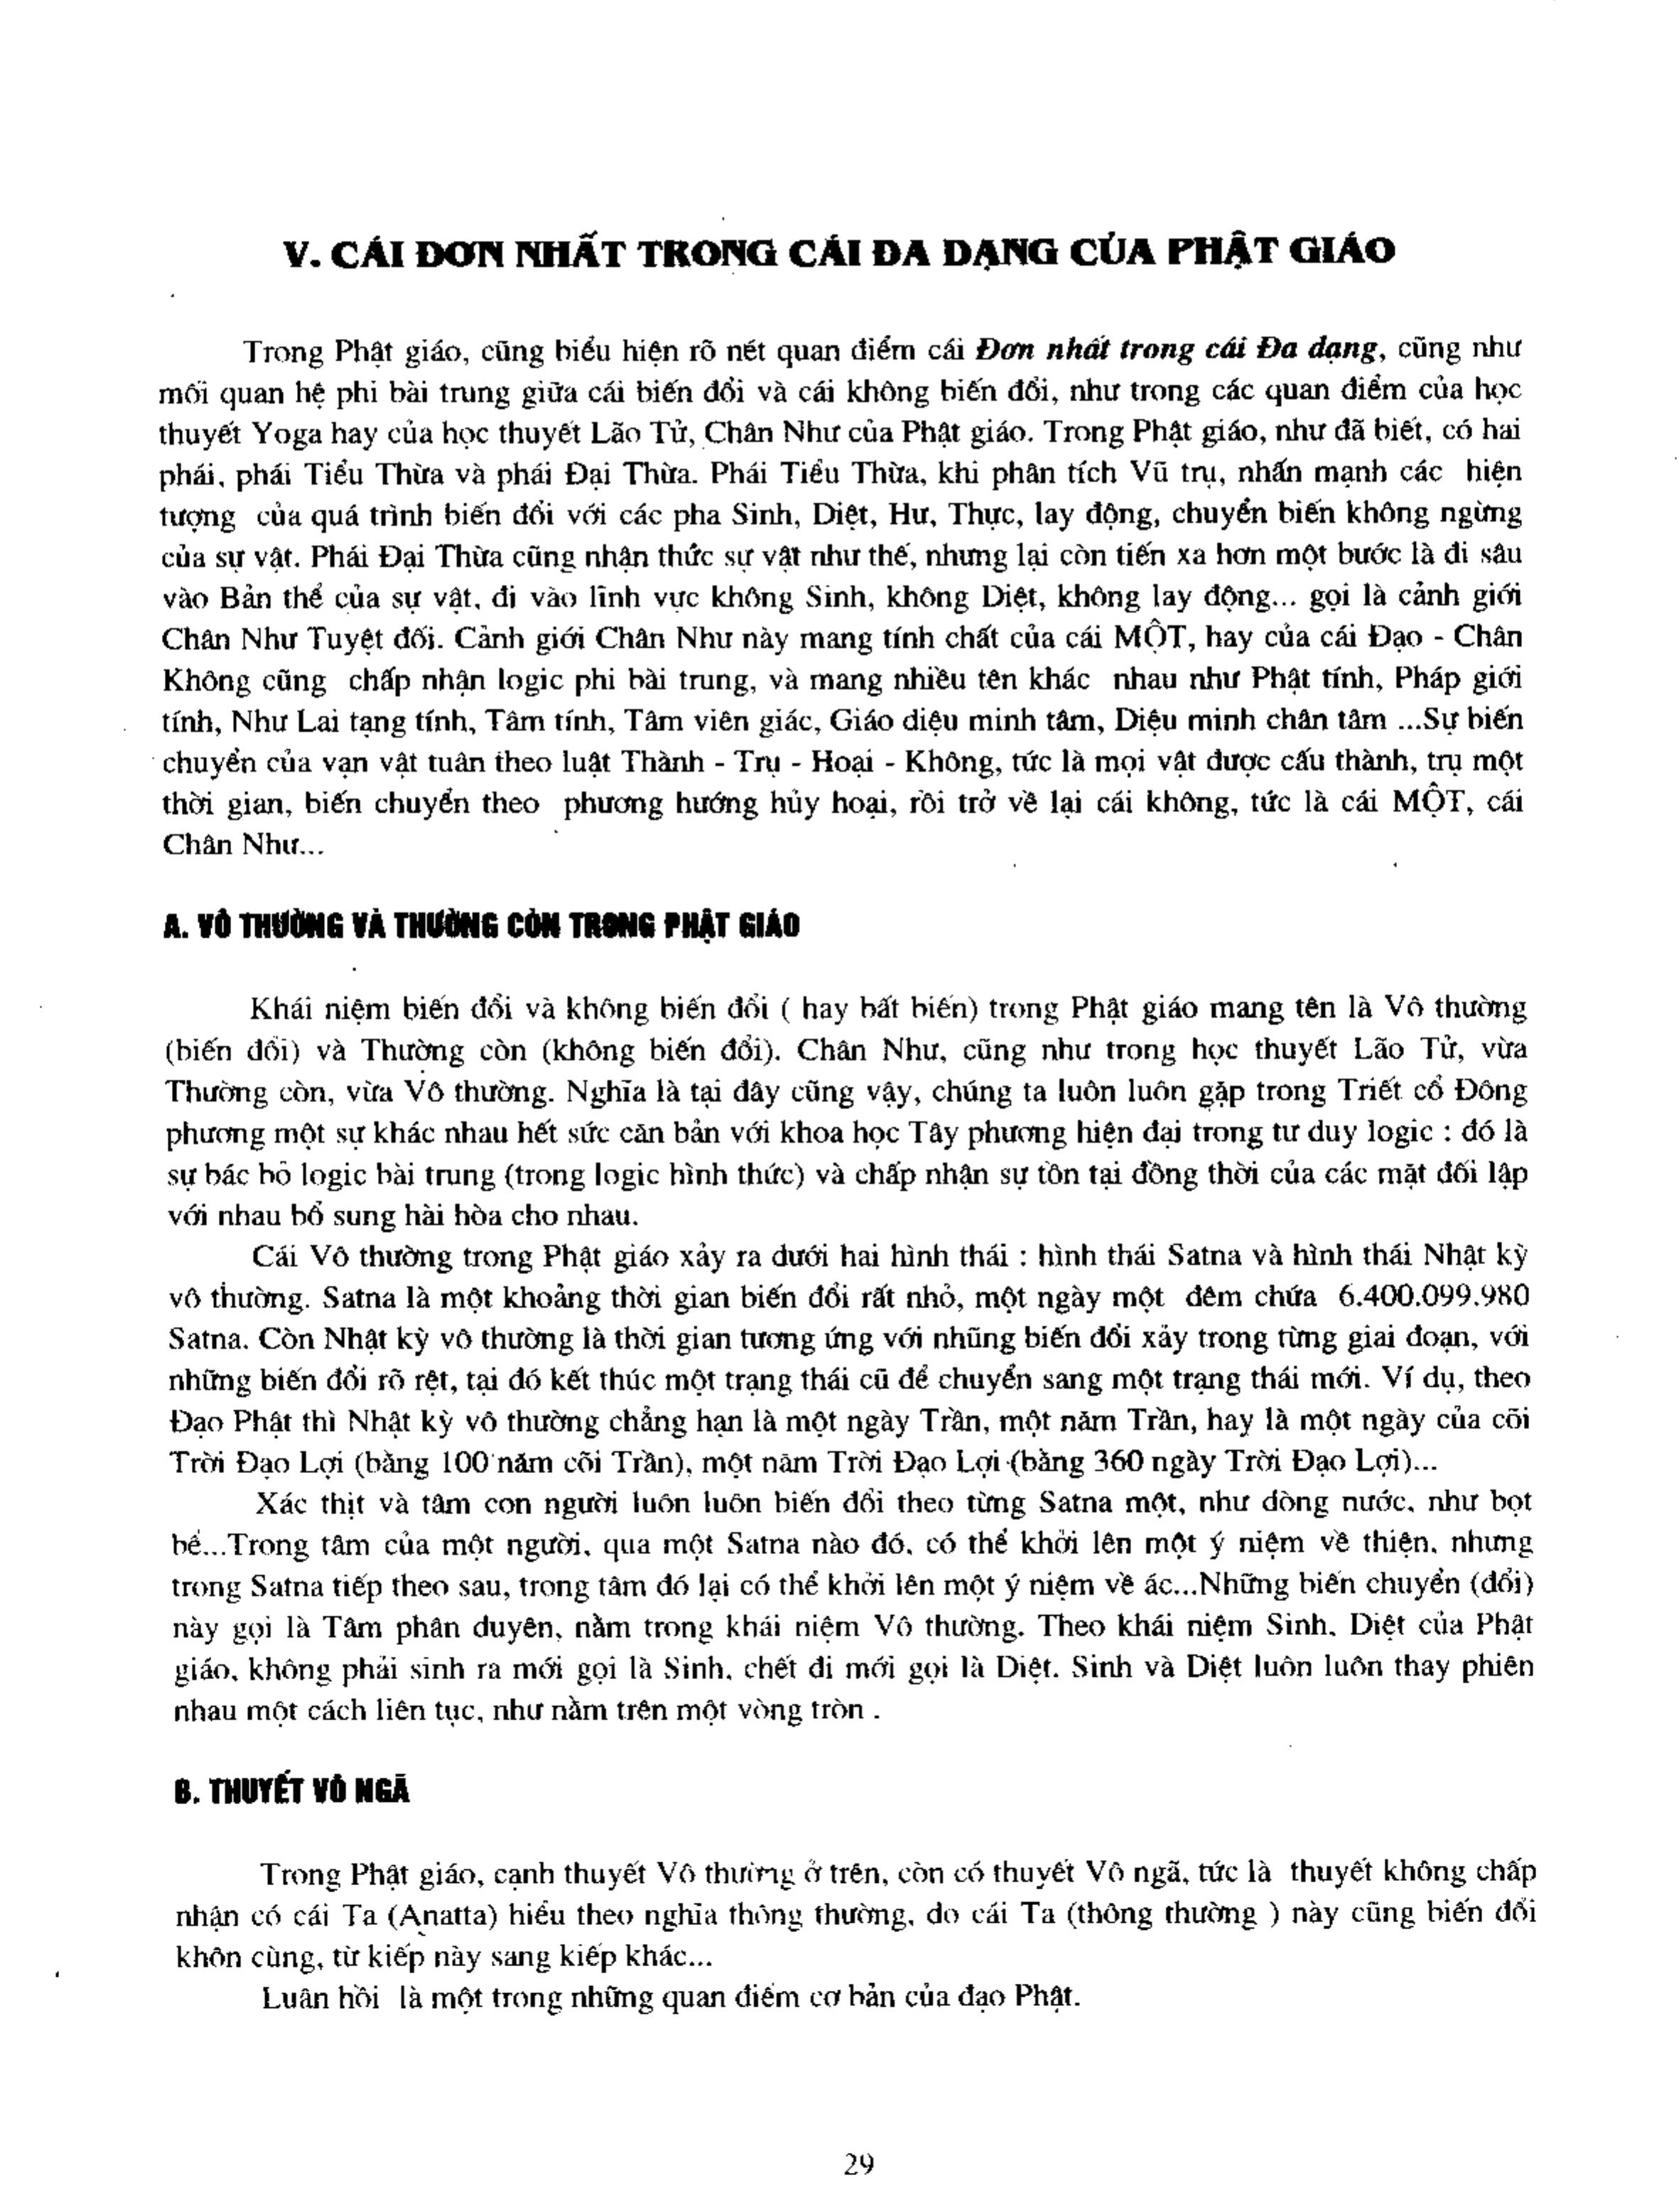 V. CÁI ĐƠN NHẤT TRONG CÁI ĐA DẠNG CỦA PHẬT GIÁO
Trong Phật giáo, cũng biểu hiện rõ nét quan điểm cái Đơn nhất trong cái Đa dạng, cũng như
mối quan hệ phi bài trung giữa cái biến đổi và cái không biến đổi, như trong các quan điểm của học
thuyết Yoga hay của học thuyết Lão Tử, Chân Như của Phật giáo. Trong Phật giáo, như đã biết, có hai
phái, phái Tiểu Thừa và phái Đại Thừa. Phái Tiểu Thừa, khi phân tích Vũ trụ, nhấn mạnh các hiện
tượng của quá trình biến đổi với các pha Sinh, Diệt, Hư, Thực, lay động, chuyển biến không ngừng
của sự vật. Phái Đại Thừa cũng nhận thức sự vật như thế, nhưng lại còn tiến xa hơn một bước là đi sâu
vào Bản thể của sự vật, đi vào lĩnh vực không Sinh, không Diệt, không lay động... gọi là cảnh giới
Chân Như Tuyệt đối. Cảnh giới Chân Như này mang tính chất của cái MỘT, hay của cái Đạo - Chân
Không cũng chấp nhận logic phi bài trung, và mang nhiều tên khác nhau như Phật tính, Pháp giới
tính, Như Lai tạng tính, Tâm tính, Tâm viên giác, Giáo diệu minh tâm, Diệu minh chân tâm ...Sự biến
chuyển của vạn vật tuân theo luật Thành - Trụ - Hoại - Không, tức là mọi vật được cấu thành, trụ một
thời gian, biến chuyển theo phương hướng hủy hoại, rồi trở về lại cái không, tức là cái MỘT, cái
Chân Như...
A. VÔ THƯỜNG VÀ THƯỜNG CÒN TRONG PHẬT GIÁO
Khái niệm biến đổi và không biến đổi ( hay bất biến) trong Phật giáo mang tên là Vô thường
(biến đổi) và Thường còn (không biến đổi). Chân Như, cũng như trong học thuyết Lão Tử, vừa
Thường còn, vừa Vô thường. Nghĩa là tại đây cũng vậy, chúng ta luôn luôn gặp trong Triết cổ Đông
phương một sự khác nhau hết sức căn bản với khoa học Tây phương hiện đại trong tư duy logic : đó là
sự bác bỏ logic bài trung (trong logic hình thức) và chấp nhận sự tồn tại đồng thời của các mặt đối lập
với nhau bổ sung hài hòa cho nhau.
Cái Vô thường trong Phật giáo xảy ra dưới hai hình thái : hình thái Satna và hình thái Nhật kỳ
vô thường. Satna là một khoảng thời gian biến đổi rất nhỏ, một ngày một đêm chứa 6.400.099.980
Satna. Còn Nhật kỳ vô thường là thời gian tương ứng với nhũng biến đổi xảy trong từng giai đoạn, với
những biến đổi rõ rệt, tại đó kết thúc một trạng thái cũ để chuyển sang một trạng thái mới. Ví dụ, theo
Đạo Phật thì Nhật kỳ vô thường chẳng hạn là một ngày Trần, một năm Trần, hay là một ngày của cõi
Trời Đạo Lợi (bằng 100 năm cõi Trần), một năm Trời Đạo Lợi (bằng 360 ngày Trời Đạo Lợi)...
Xác thịt và tâm con người luôn luôn biến đổi theo từng Satna một, như dòng nước, như bọt
bể...Trong tâm của một người, qua một Satna nào đó, có thể khởi lên một ý niệm về thiện, nhưng
trong Satna tiếp theo sau, trong tâm đó lại có thể khởi lên một ý niệm về ác...Những biến chuyển (đổi)
này gọi là Tâm phân duyên, nằm trong khái niệm Vô thường. Theo khái niệm Sinh, Diệt của Phật
giáo, không phải sinh ra mới gọi là Sinh, chết đi mới gọi là Diệt. Sinh và Diệt luôn luôn thay phiên
nhau một cách liên tục, như nằm trên một vòng tròn .
B. THUYẾT VÔ NGÃ
Trong Phật giáo, cạnh thuyết Vô thường ở trên, còn có thuyết Vô ngã, tức là thuyết không chấp
nhận có cái Ta (Anatta) hiểu theo nghĩa thông thường, do cái Ta (thông thường ) này cũng biến đổi
khôn cùng, từ kiếp này sang kiếp khác...
Luân hồi là một trong những quan điểm cơ bản của đạo Phật.
29